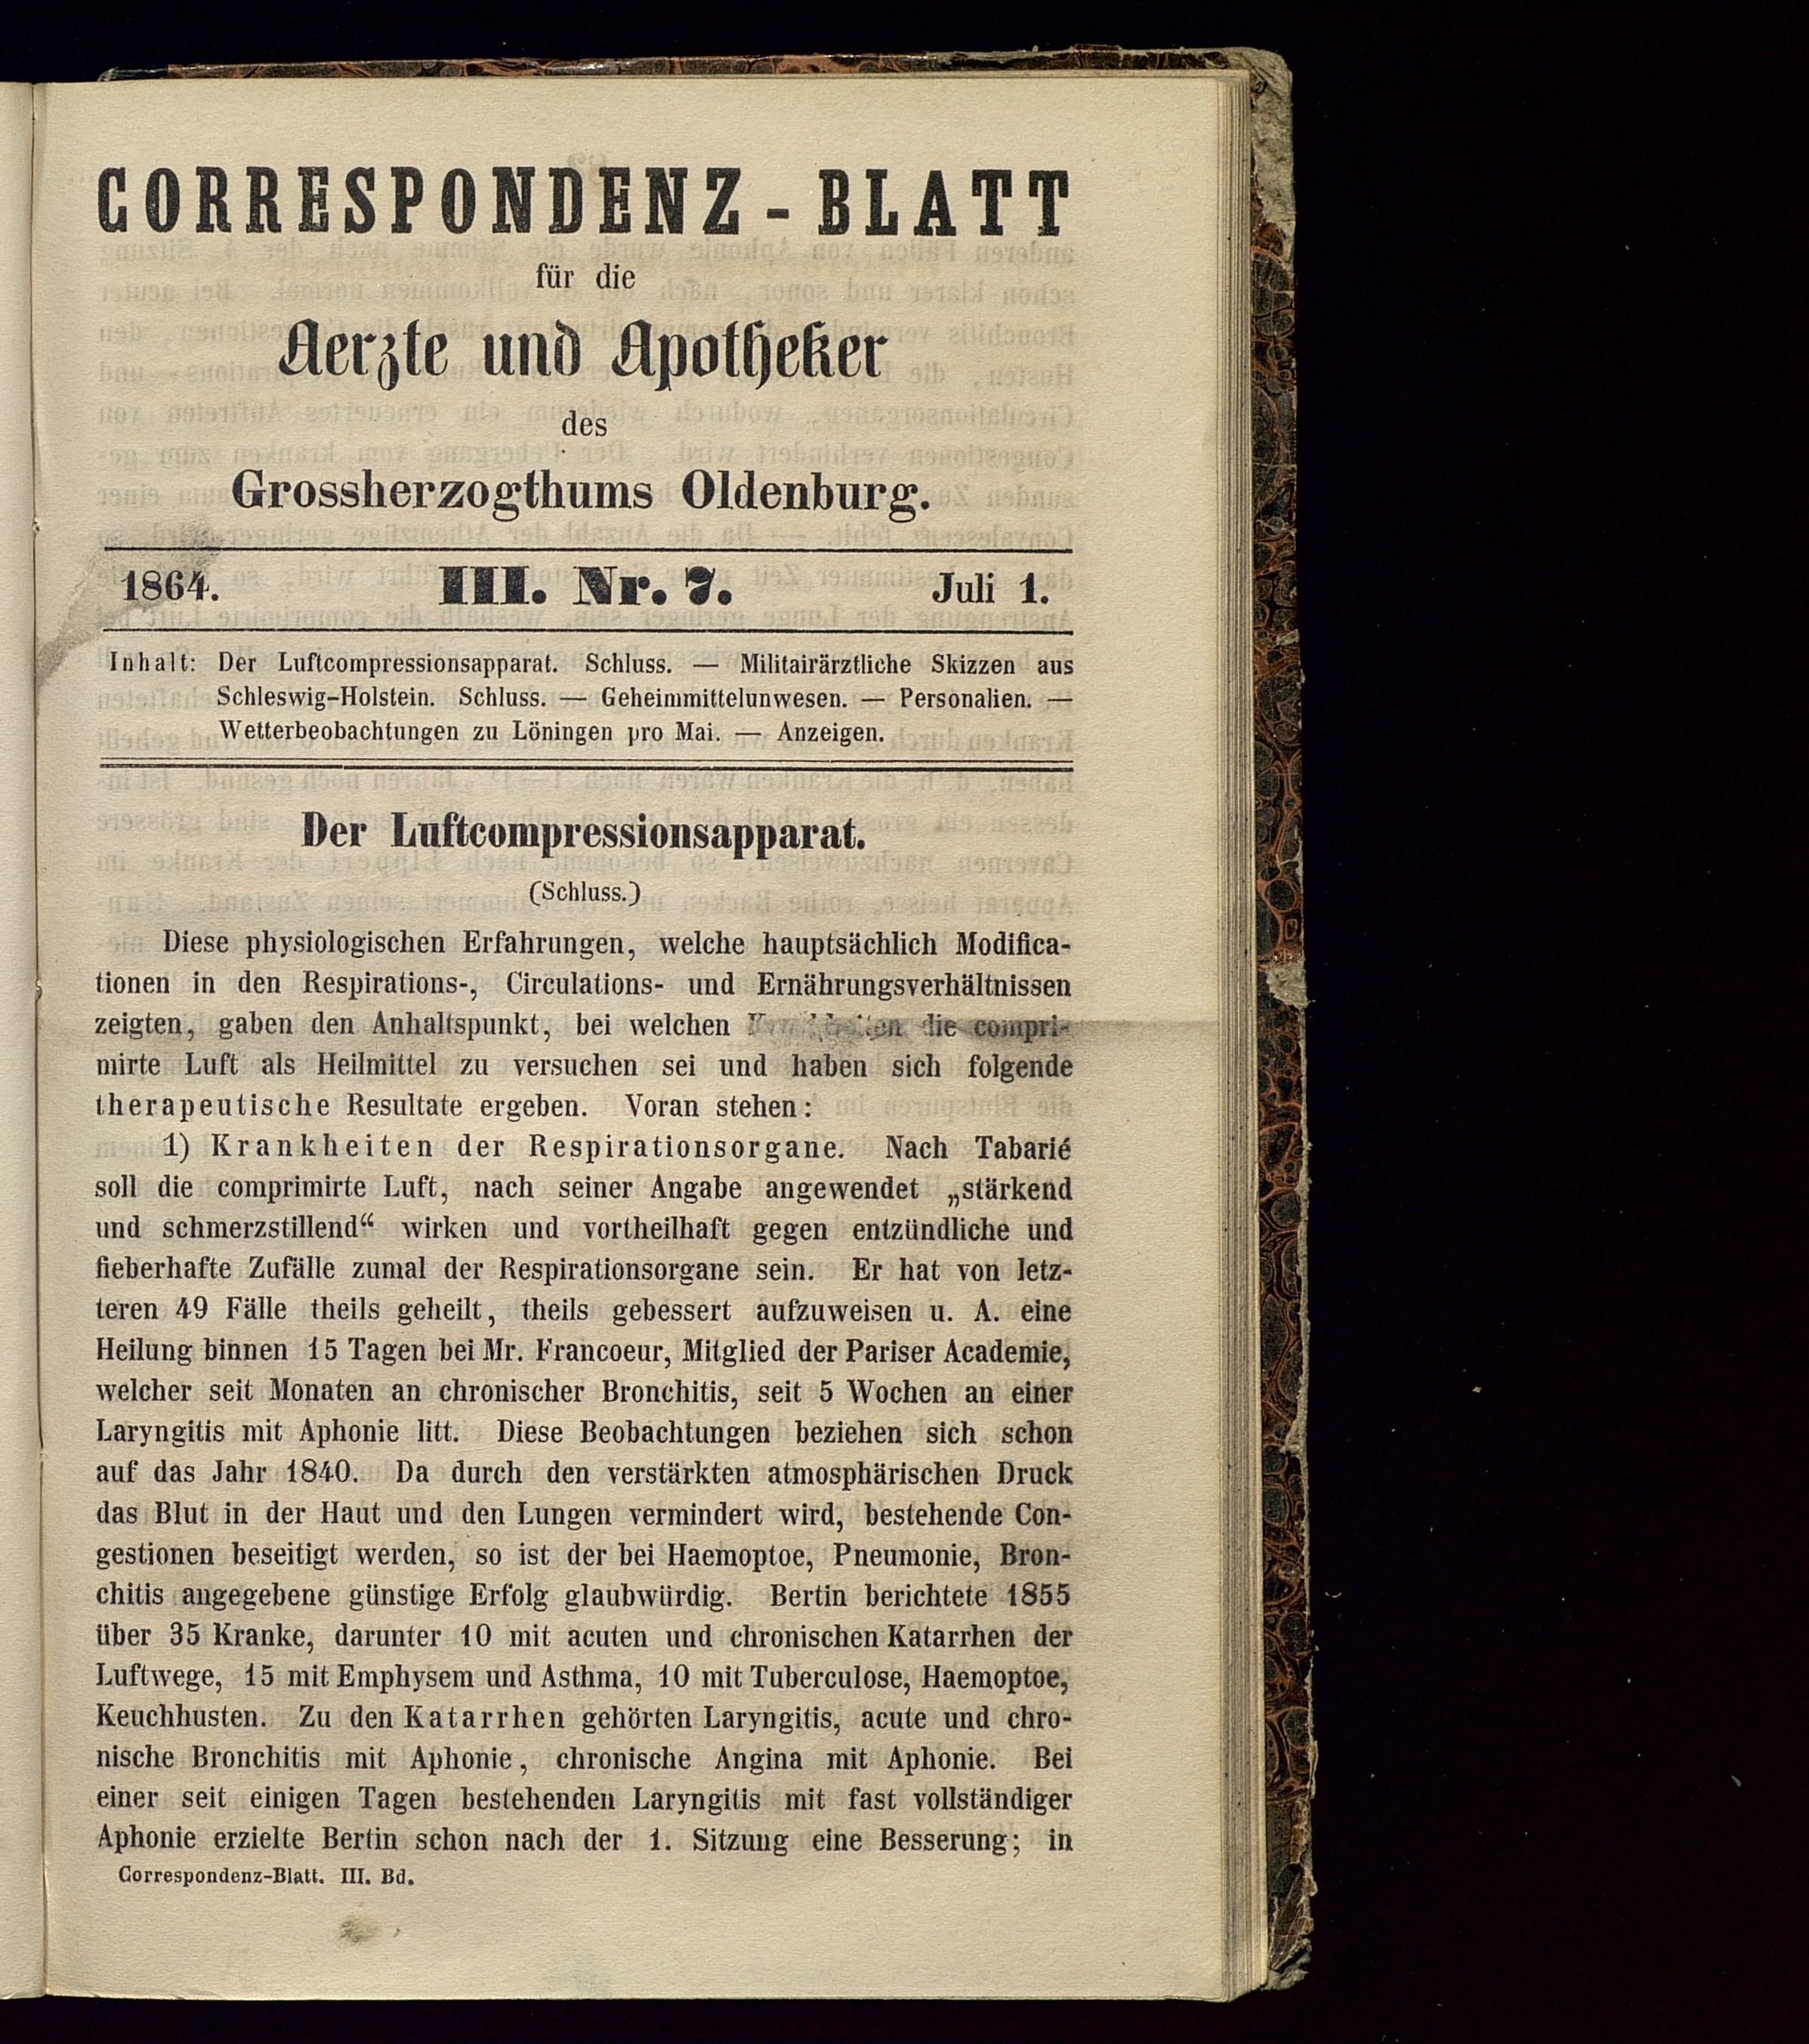 CORRESPONDENZ-BLATT
für die
Aerzte und Apotheker
des
Grossherzogthums Oldenburg.
1864. III. Nr. 7. Juli 1.
Inhalt: Der Luftcompressionsapparat. Schluss. — Militairärztliche Skizzen aus
Schleswig-Holstein. Schluss. — Geheimmittelunwesen. — Personalien. —
Wetterbeobachtungen zu Löningen pro Mai. — Anzeigen.
Der Luftcompressionsapparat.
(Schluss.)
Diese physiologischen Erfahrungen, welche hauptsächlich Modifica-
tionen in den Respirations-, Circulations- und Ernährungsverhältnissen
zeigten, gaben den Anhaltspunkt, bei welchen die compri-
mirte Luft als Heilmittel zu versuchen sei und haben sich folgende
therapeutische Resultate ergeben. Voran stehen:
1) Krankheiten der Respirationsorgane. Nach Tabarié
soll die comprimirte Luft, nach seiner Angabe angewendet „stärkend
und schmerzstillend“ wirken und vortheilhaft gegen entzündliche und
fieberhafte Zufälle zumal der Respirationsorgane sein. Er hat von letz-
teren 49 Fälle theils geheilt, theils gebessert aufzuweisen u. A. eine
Heilung binnen 15 Tagen bei Mr. Francoeur, Mitglied der Pariser Academie,
welcher seit Monaten an chronischer Bronchitis, seit 5 Wochen an einer
Laryngitis mit Aphonie litt. Diese Beobachtungen beziehen sich schon
auf das Jahr 1840. Da durch den verstärkten atmosphärischen Druck
das Blut in der Haut und den Lungen vermindert wird, bestehende Con-
gestionen beseitigt werden, so ist der bei Haemoptoe, Pneumonie, Bron-
chitis angegebene günstige Erfolg glaubwürdig. Bertin berichtete 1855
über 35 Kranke, darunter 10 mit acuten und chronischen Katarrhen der
Luftwege, 15 mit Emphysem und Asthma, 10 mit Tuberculose, Haemoptoe,
Keuchhusten. Zu den Katarrhen gehörten Laryngitis, acute und chro-
nische Bronchitis mit Aphonie, chronische Angina mit Aphonie. Bei
einer seit einigen Tagen bestehenden Laryngitis mit fast vollständiger
Aphonie erzielte Bertin schon nach der 1. Sitzung eine Besserung; in
Correspondenz-Blatt. III. Bd.